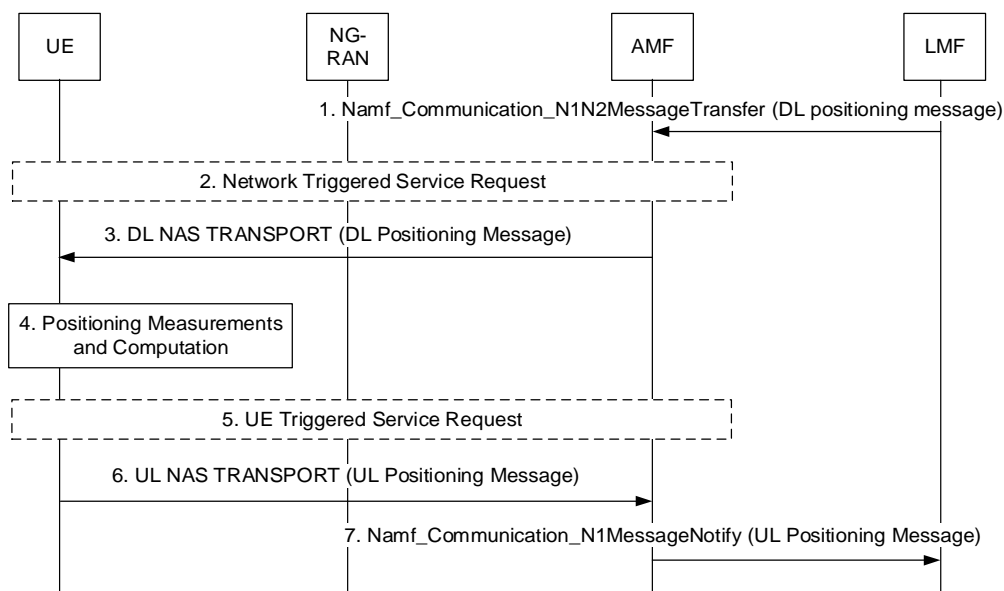 UE
NG-
RAN
AMF
LMF
1. Namf_Communication_N1N2MessageTransfer (DL positioning message)
2. Network Triggered Service Request
3. DL NAS TRANSPORT (DL Positioning Message)
4. Positioning Measurements
and Computation
5. UE Triggered Service Request
6. UL NAS TRANSPORT (UL Positioning Message)
7. Namf_Communication_N1MessageNotify (UL Positioning Message)